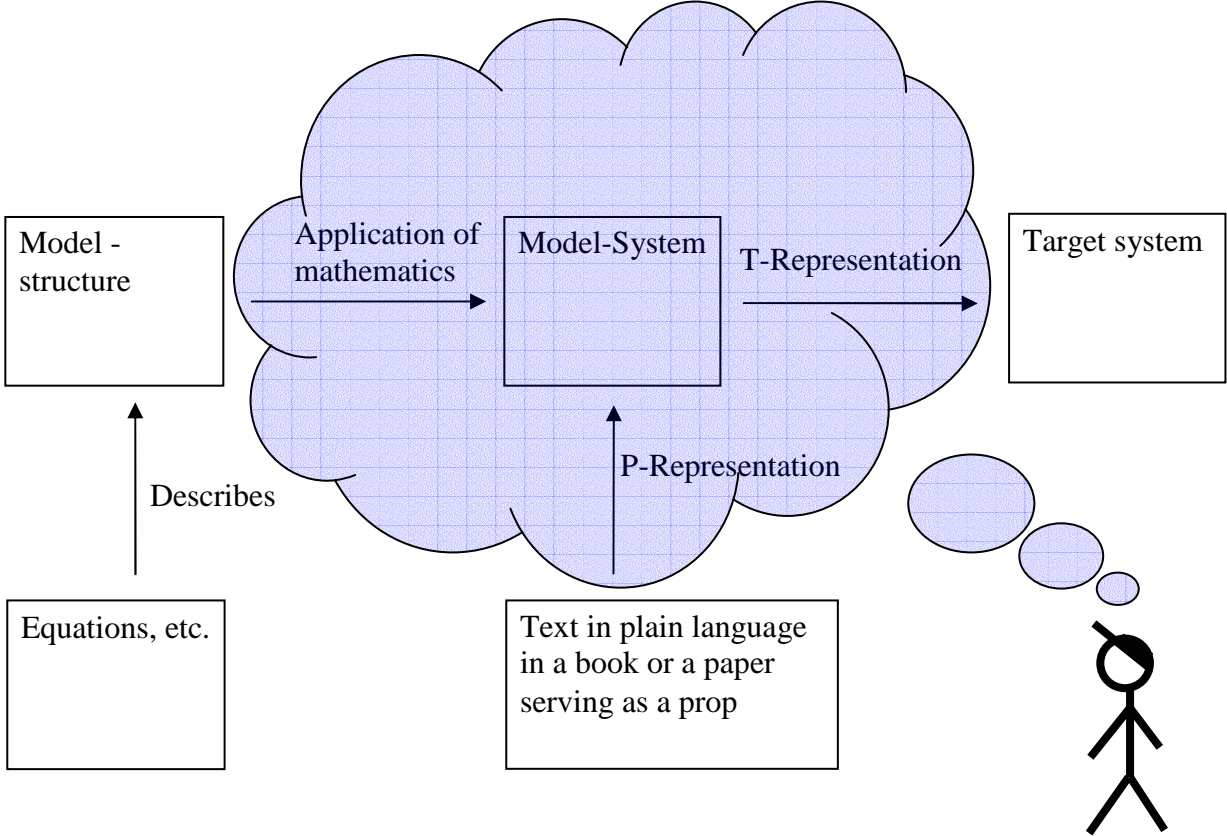 Model -
structure
Application of
mathematics
Model-System
T-Representation
Target system
Describes
P-Representation
Equations, etc.
Text in plain language
in a book or a paper
serving as a prop